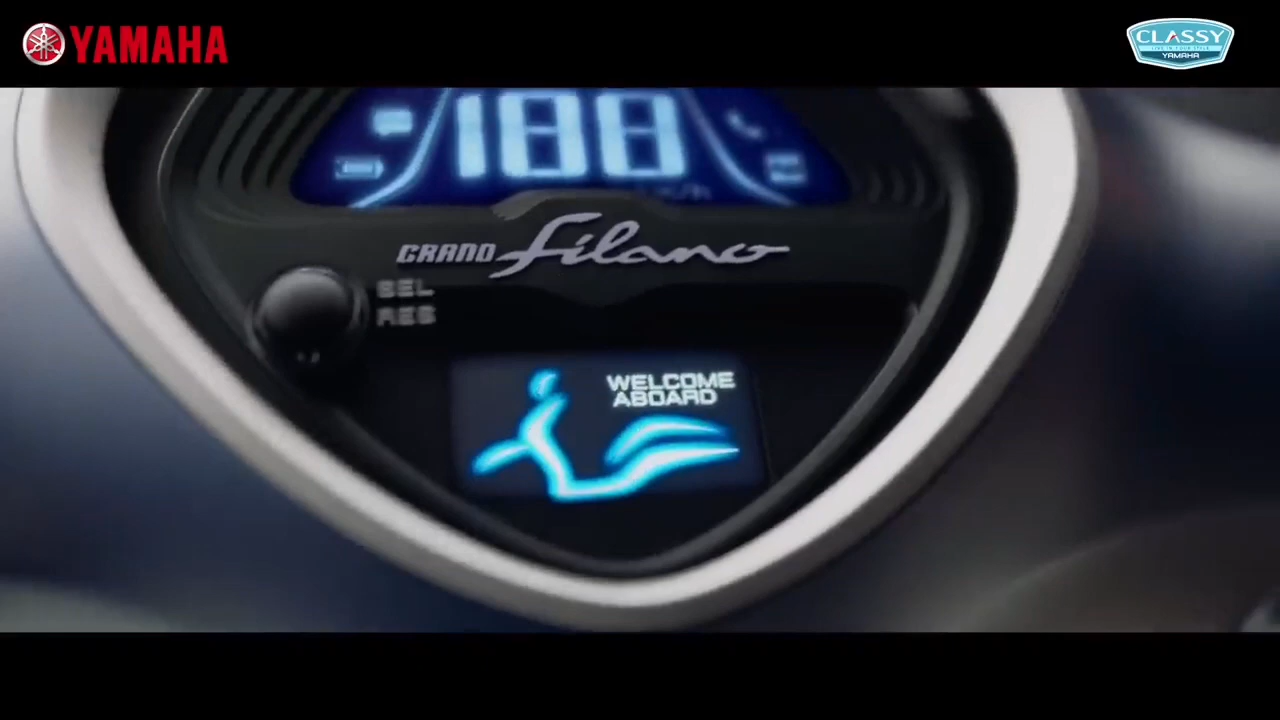 YAMAHA
CLASSY
YAMAHA
188
GRAND Filano
SEL
RES
WELCOME
ABOARD